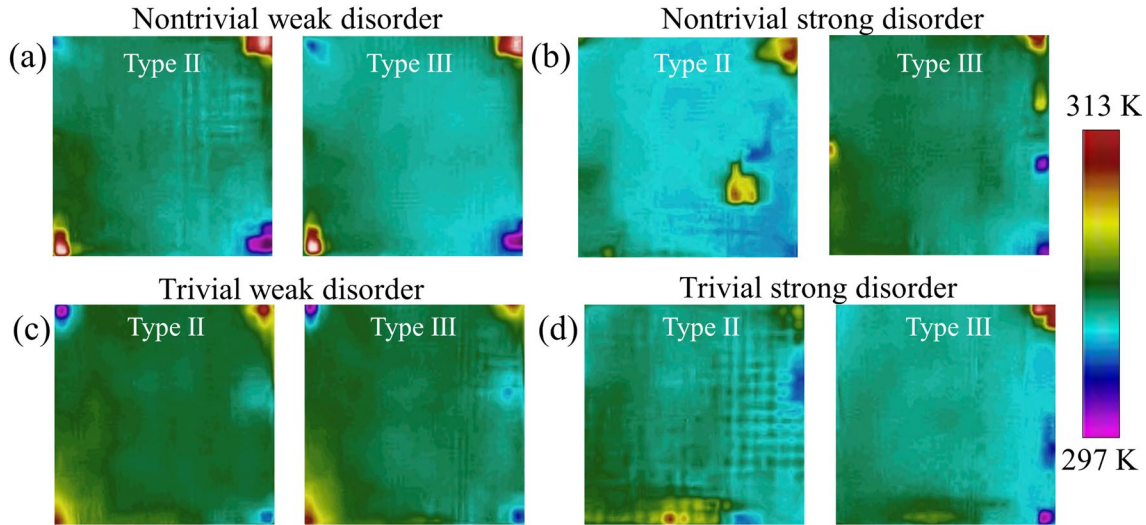 Nontrivial weak disorder
Nontrivial strong disorder
(a)
Type II
Type III
(b)
Type II
Type III
313 K
297 K
Trivial weak disorder
Trivial strong disorder
(c)
Type II
Type III
(d)
Type II
Type III